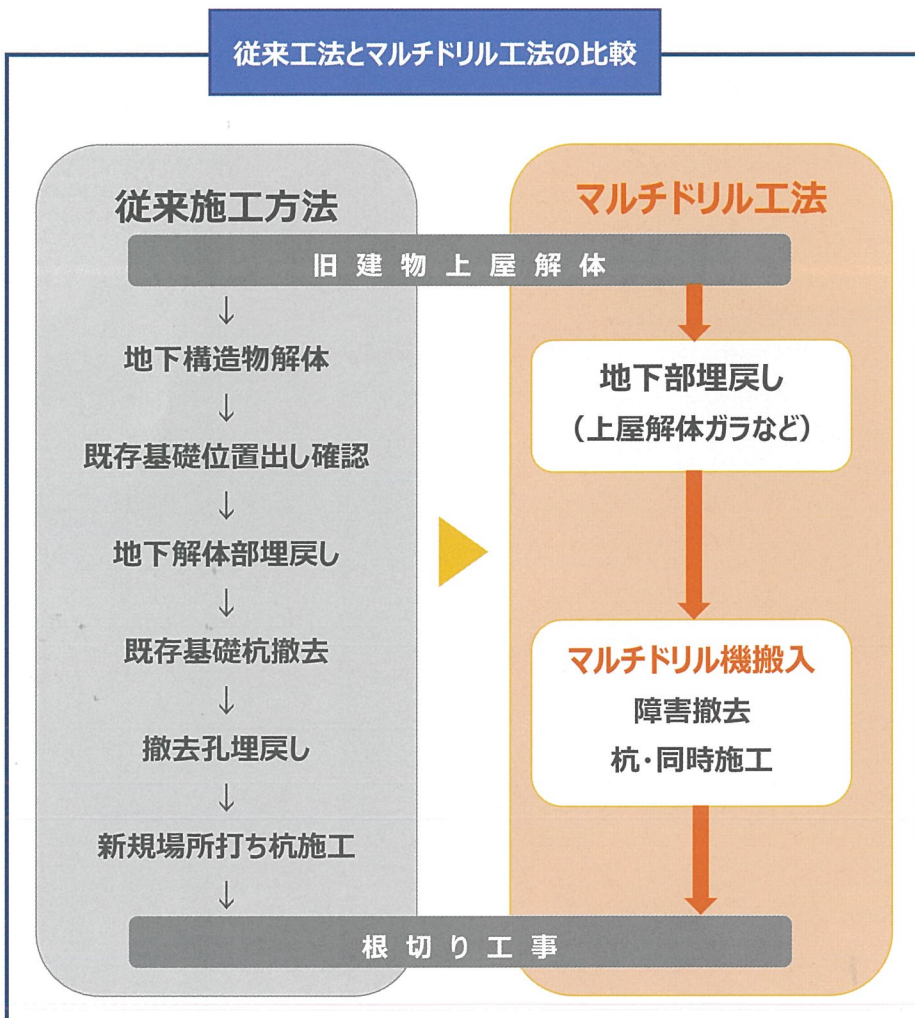 従来工法とマルチドリル工法の比較
従来施工方法
マルチドリル工法
旧建物上屋解体
↓
地下構造物解体
↓
既存基礎位置出し確認
↓
地下解体部埋戻し
↓
既存基礎杭撤去
↓
撤去孔埋戻し
↓
新規場所打ち杭施工
↓
地下部埋戻し
（上屋解体ガラなど）
マルチドリル機搬入
障害撤去
杭・同時施工
根切り工事